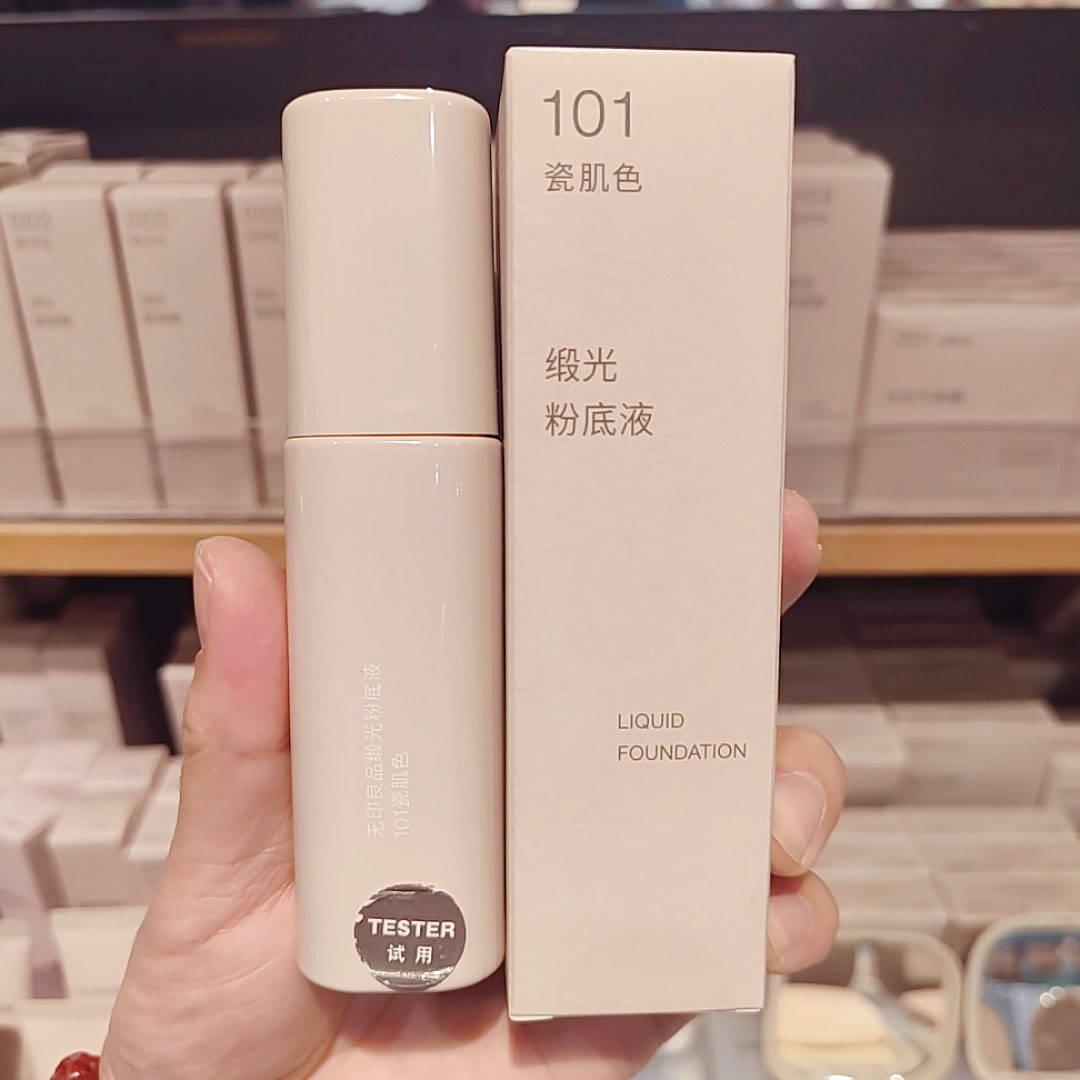 101
瓷肌色
缎光
粉底液
LIQUID
FOUNDATION
无印良品缎光粉底液
101瓷肌色
TESTER
试用